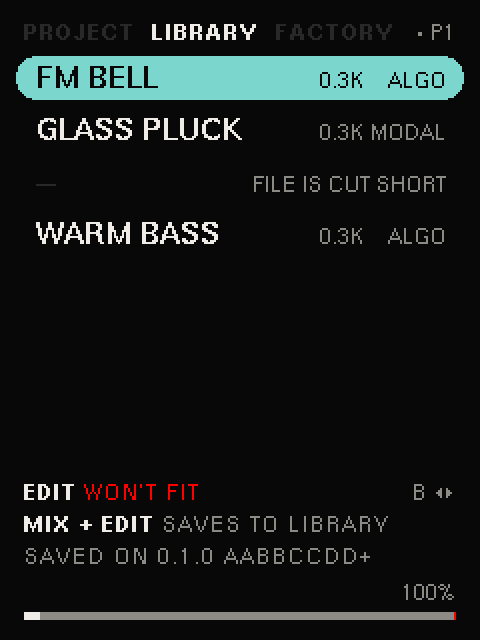 PROJECT LIBRARY FACTORY · P1
FM BELL 0.3K ALGO
GLASS PLUCK 0.3K MODAL
— FILE IS CUT SHORT
WARM BASS 0.3K ALGO
EDIT WON'T FIT B ◂▸
MIX + EDIT SAVES TO LIBRARY
SAVED ON 0.1.0 AABBCCDD+
100%